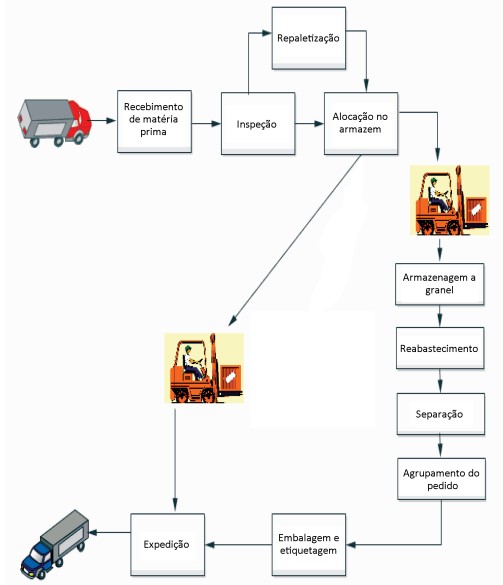 Repaletização
Recebimento
de matéria
prima
Inspeção
Alocação no
armazem
Armazenagem a
granel
Reabastecimento
Separação
Agrupamento do
pedido
Embalagem e
etiquetagem
Expedição